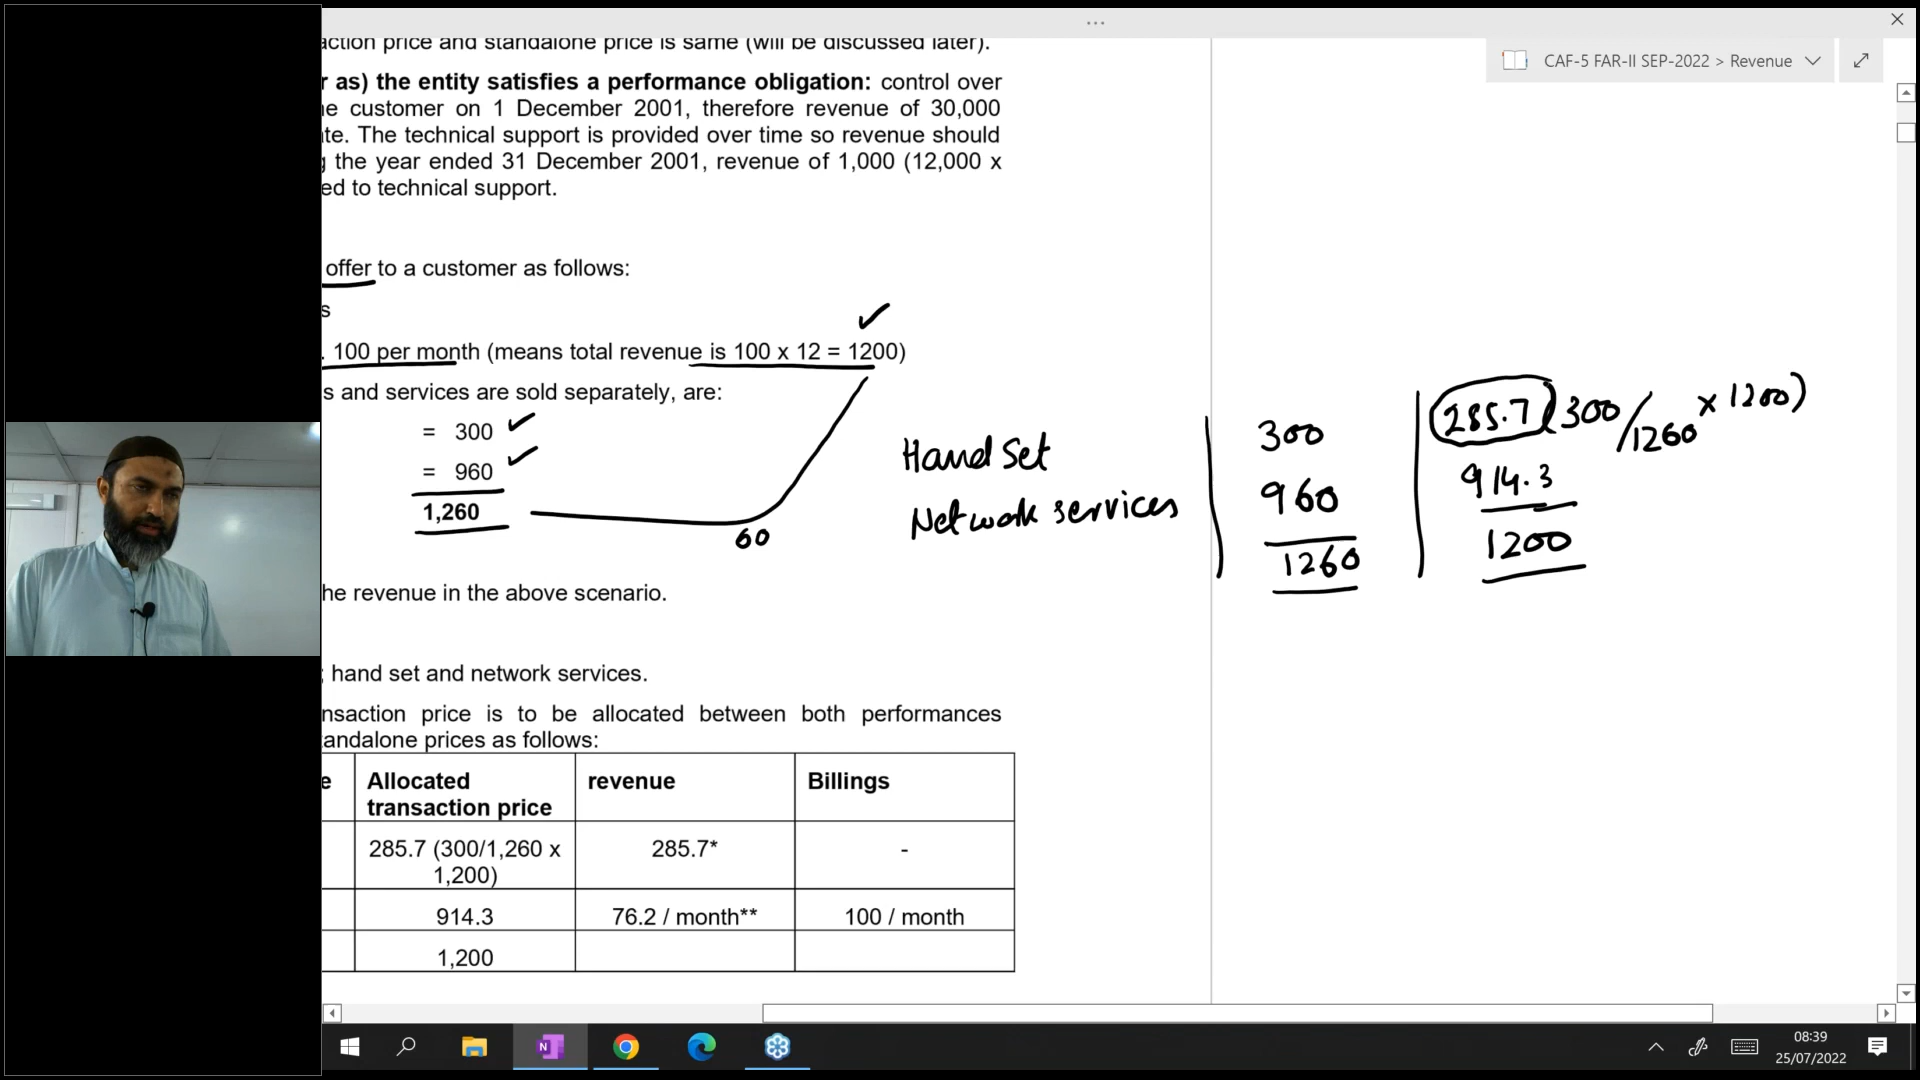 CAF-5 FAR-II SEP-2022 > Revenue
action price and standalone price is same (will be discussed later).
r as) the entity satisfies a performance obligation: control over
e customer on 1 December 2001, therefore revenue of 30,000
te. The technical support is provided over time so revenue should
g the year ended 31 December 2001, revenue of 1,000 (12,000 x
ed to technical support.
offer to a customer as follows:
s
. 100 per month (means total revenue is 100 x 12 = 1200)
s and services are sold separately, are:
= 300
= 960
1,260
60
Hand Set 300 285.7 (300/1260 x 1200)
Network services 960 914.3
1260 1200
he revenue in the above scenario.
; hand set and network services.
nsaction price is to be allocated between both performances
tandalone prices as follows:
e Allocated transaction price revenue Billings
285.7 (300/1,260 x 1,200) 285.7* -
914.3 76.2 / month** 100 / month
1,200
08:39
25/07/2022